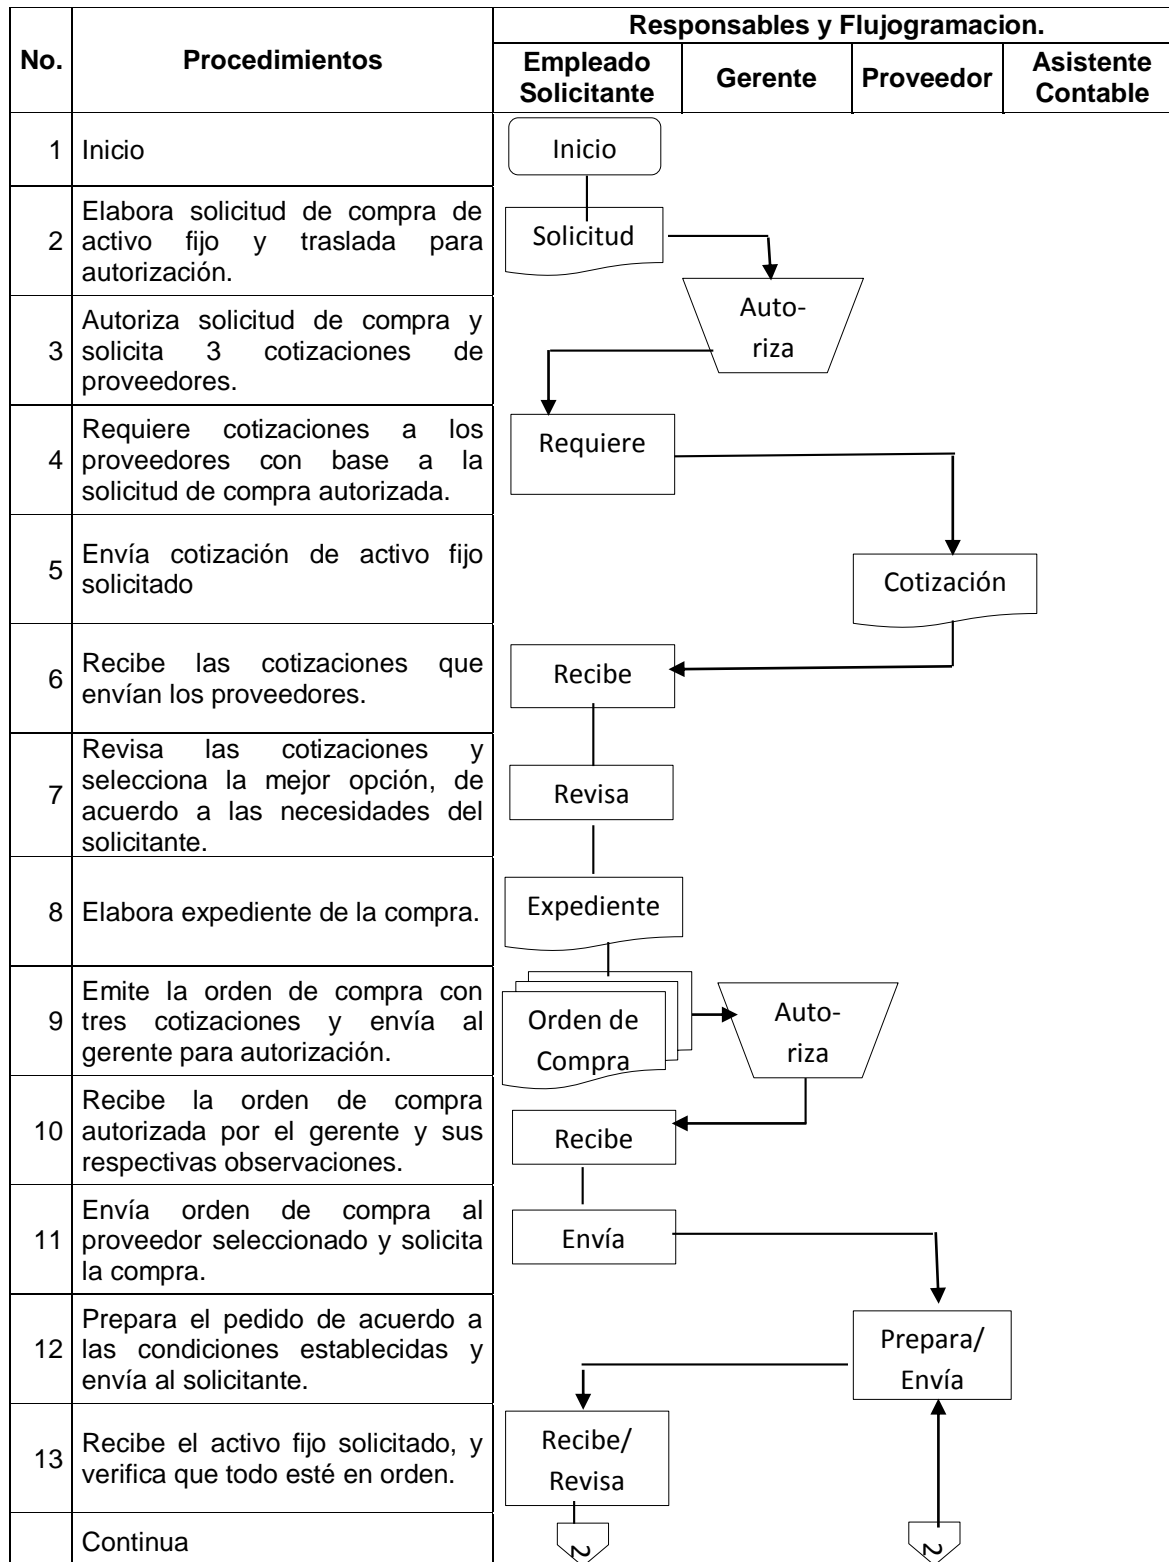 Responsables y Flujogramacion.
No.
Procedimientos
Empleado
Solicitante
Gerente
Proveedor
Asistente
Contable
1
Inicio
Inicio
2
Elabora solicitud de compra de
activo fijo y traslada para
autorización.
Solicitud
3
Autoriza solicitud de compra y
solicita 3 cotizaciones de
proveedores.
Auto-
riza
4
Requiere cotizaciones a los
proveedores con base a la
solicitud de compra autorizada.
Requiere
5
Envía cotización de activo fijo
solicitado
Cotización
6
Recibe las cotizaciones que
envían los proveedores.
Recibe
7
Revisa las cotizaciones y
selecciona la mejor opción, de
acuerdo a las necesidades del
solicitante.
Revisa
8
Elabora expediente de la compra.
Expediente
9
Emite la orden de compra con
tres cotizaciones y envía al
gerente para autorización.
Orden de
Compra
Auto-
riza
10
Recibe la orden de compra
autorizada por el gerente y sus
respectivas observaciones.
Recibe
11
Envía orden de compra al
proveedor seleccionado y solicita
la compra.
Envía
12
Prepara el pedido de acuerdo a
las condiciones establecidas y
envía al solicitante.
Prepara/
Envía
13
Recibe el activo fijo solicitado, y
verifica que todo esté en orden.
Recibe/
Revisa
Continua
2
2